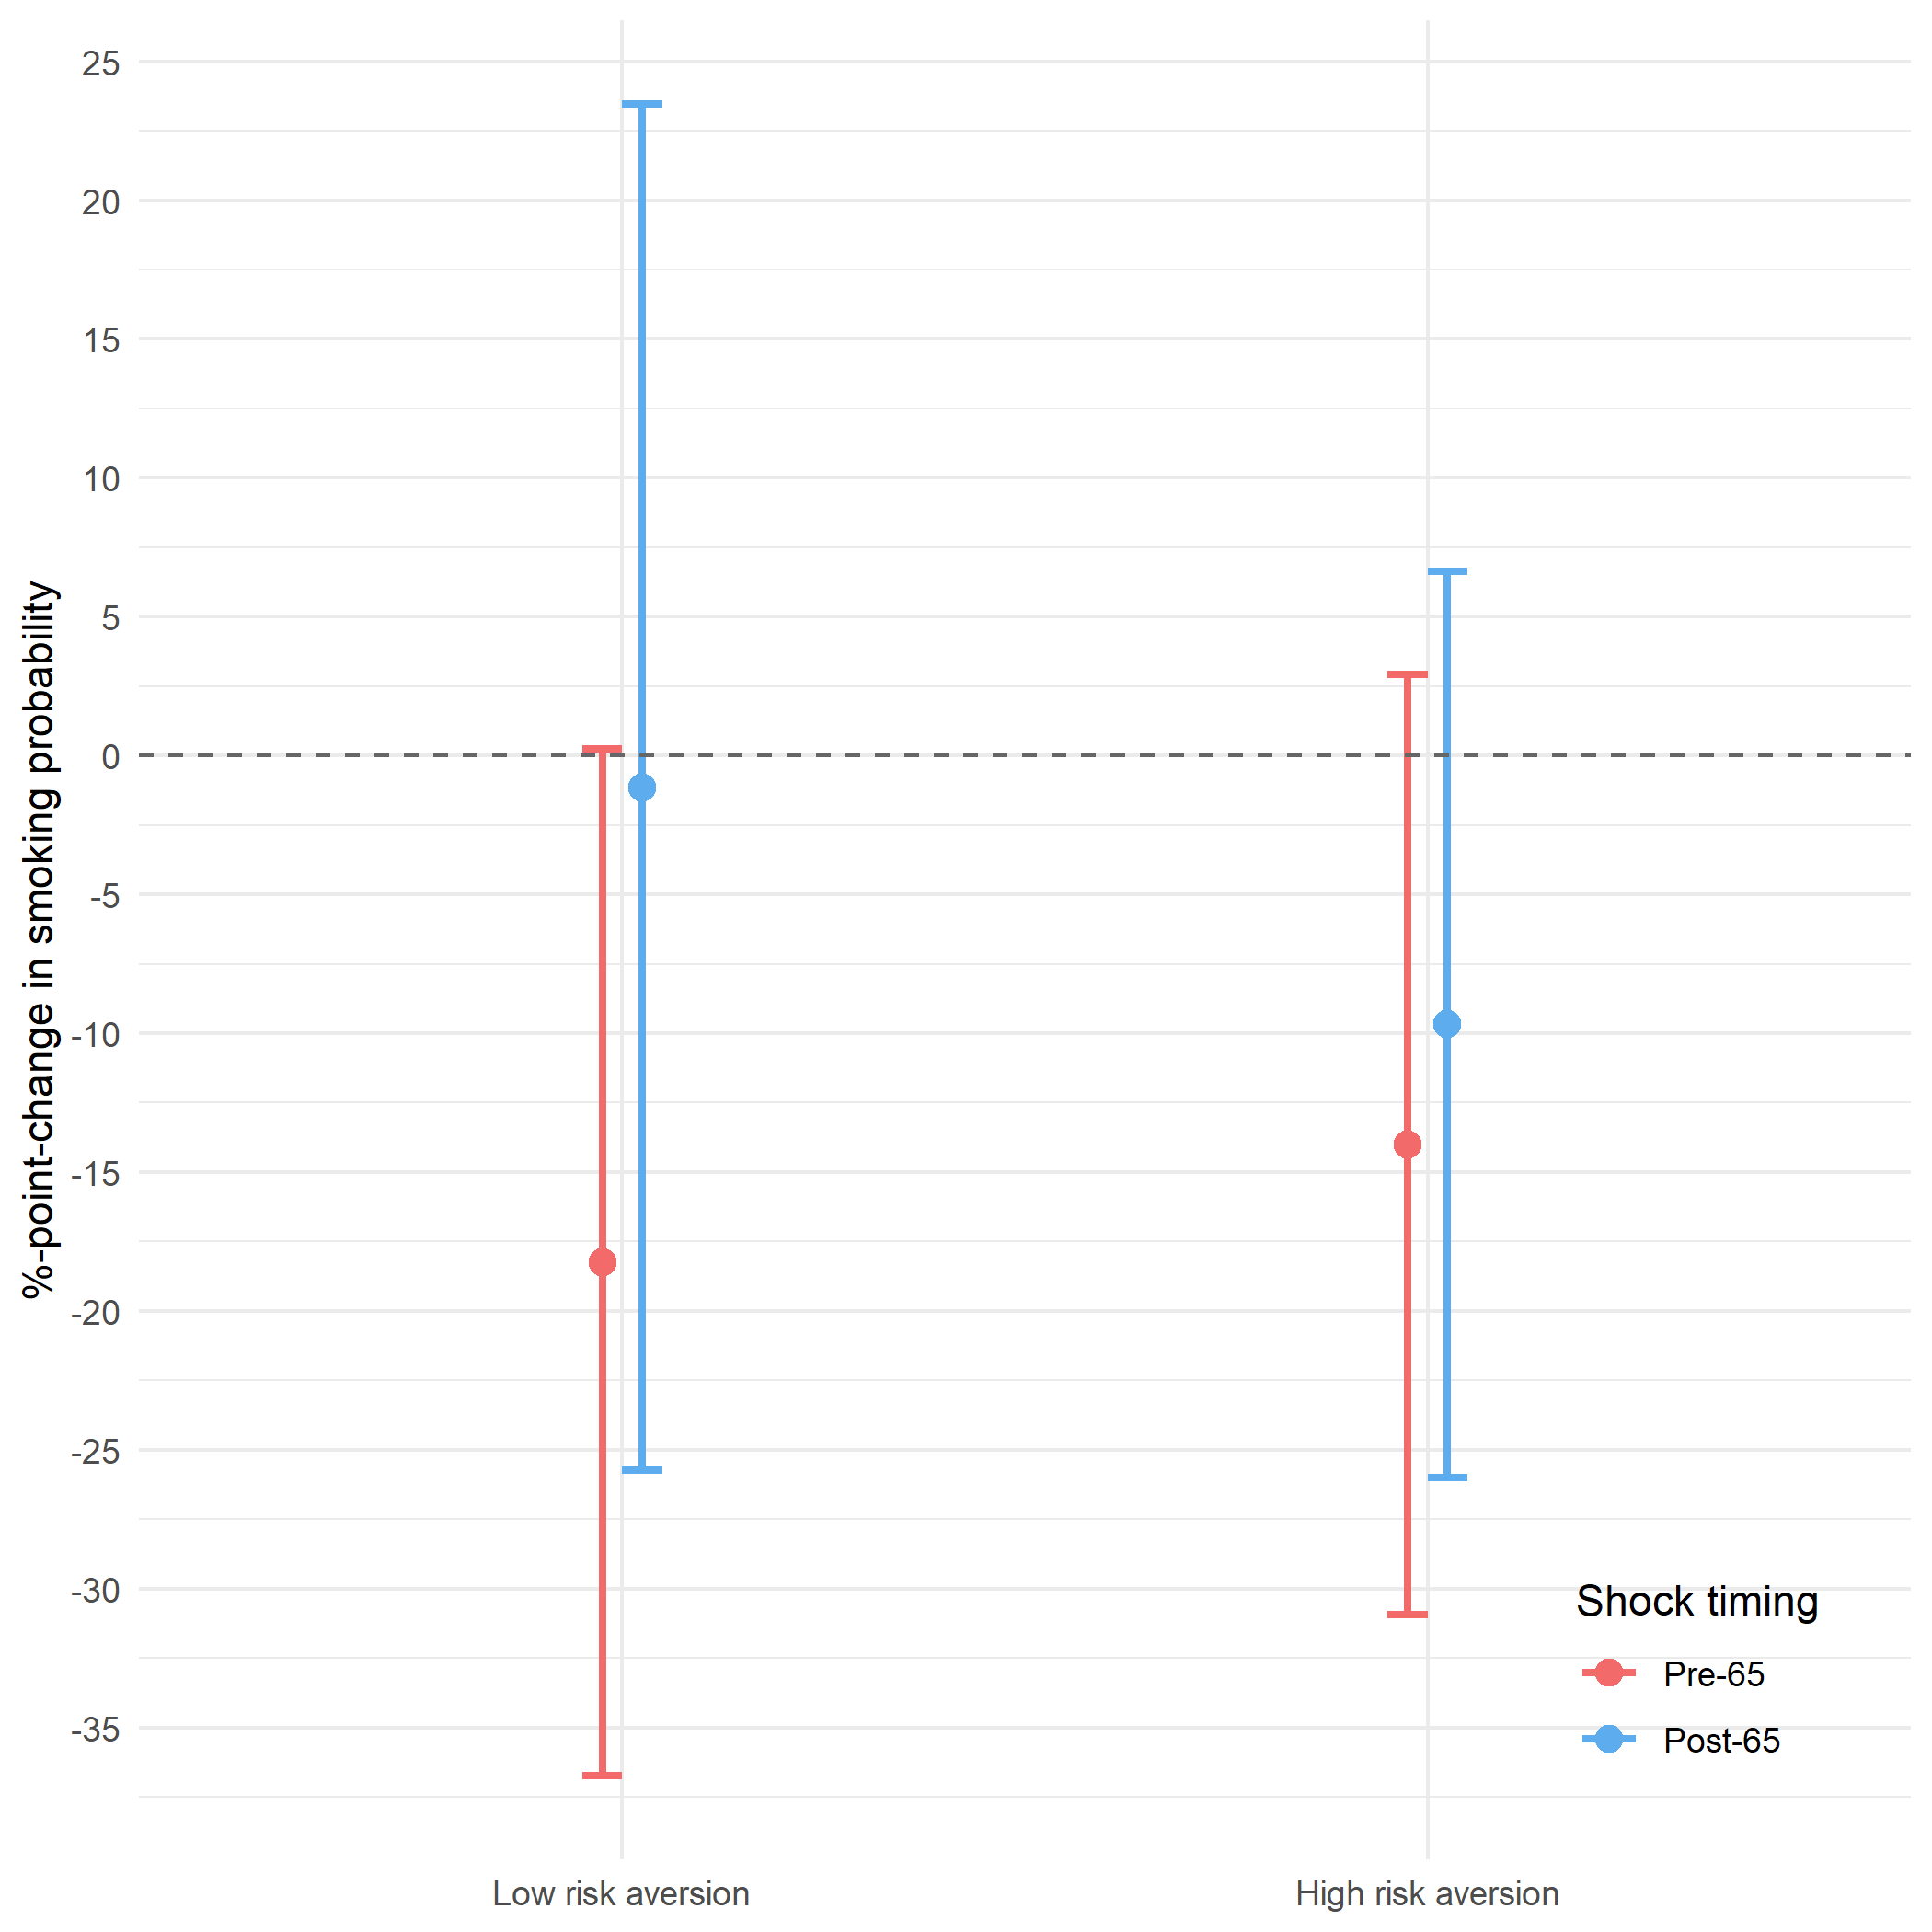 %-point-change in smoking probability
25
20
15
10
5
0
-5
-10
-15
-20
-25
-30
-35
Low risk aversion
High risk aversion
Shock timing
Pre-65
Post-65